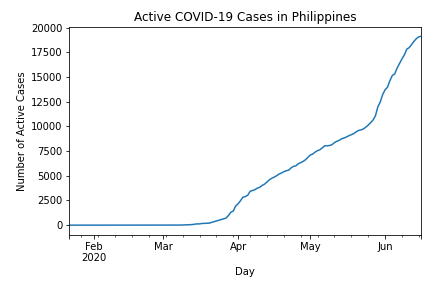 Active COVID-19 Cases in Philippines
20000
17500
15000
12500
10000
7500
5000
2500
0
Number of Active Cases
Feb Mar Apr May Jun
2020
Day